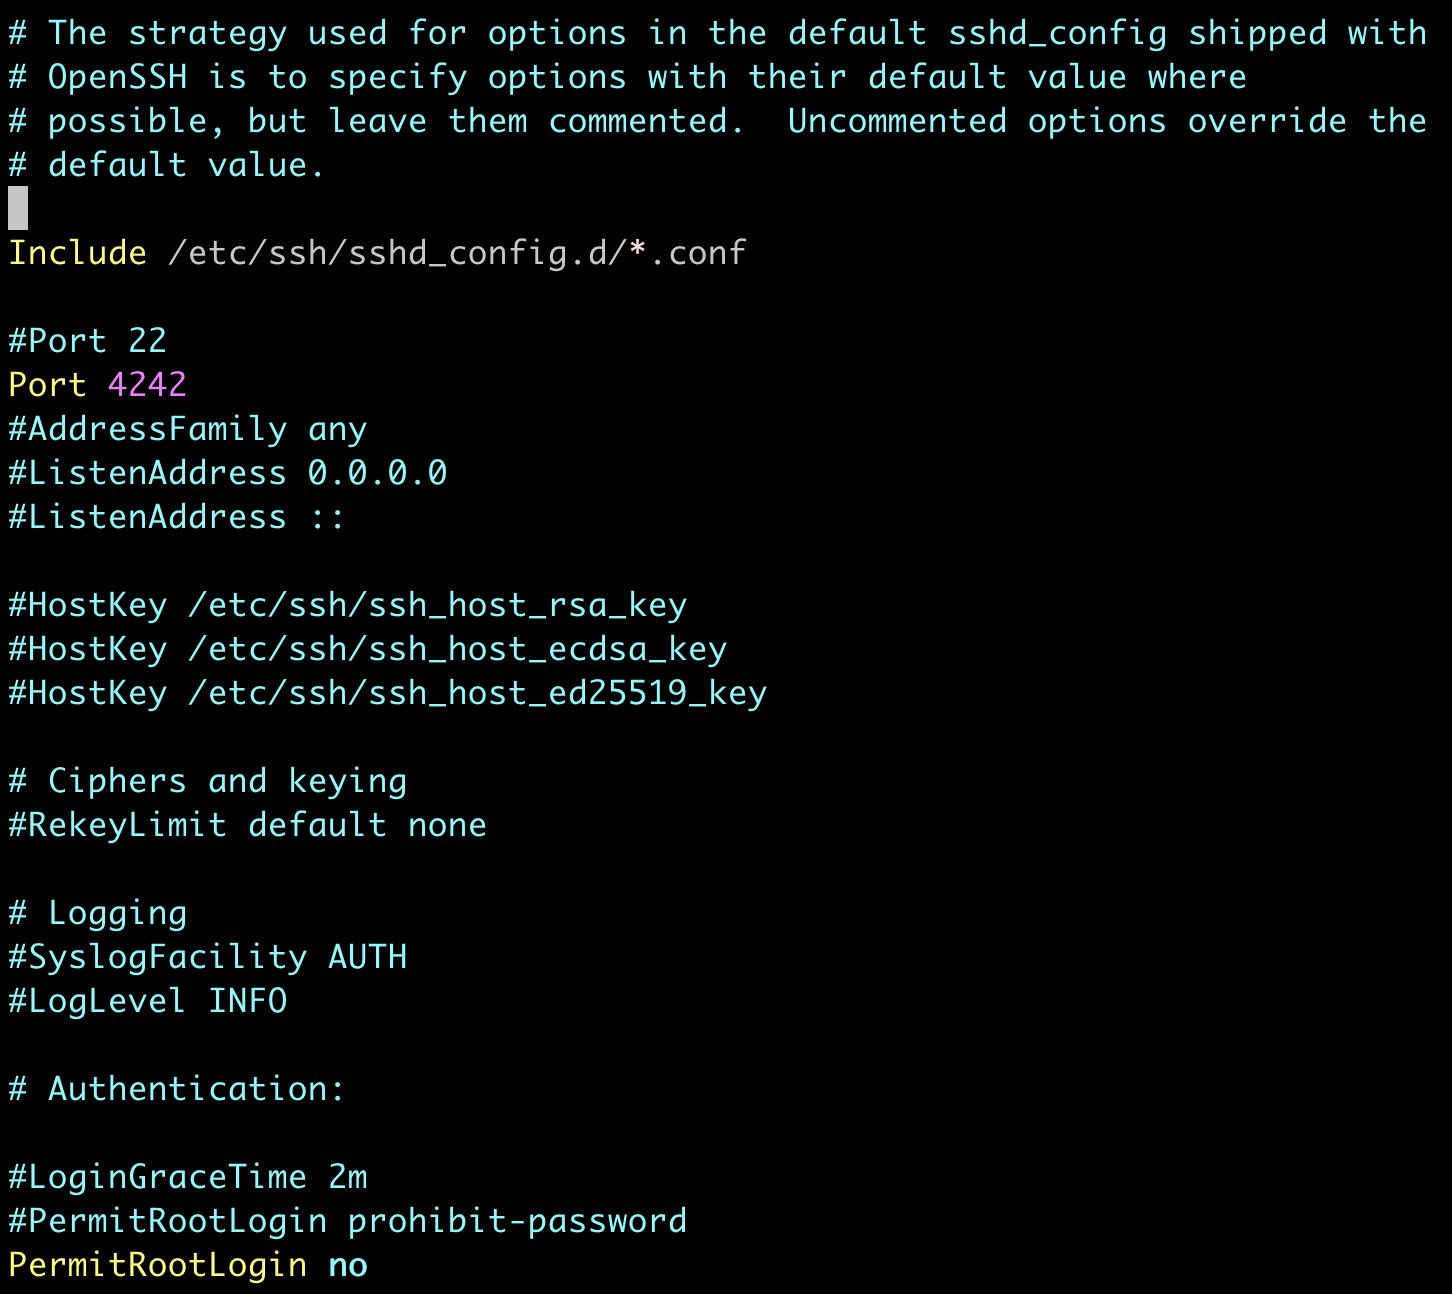 # The strategy used for options in the default sshd_config shipped with
# OpenSSH is to specify options with their default value where
# possible, but leave them commented.  Uncommented options override the
# default value.
Include /etc/ssh/sshd_config.d/*.conf
#Port 22
Port 4242
#AddressFamily any
#ListenAddress 0.0.0.0
#ListenAddress ::
#HostKey /etc/ssh/ssh_host_rsa_key
#HostKey /etc/ssh/ssh_host_ecdsa_key
#HostKey /etc/ssh/ssh_host_ed25519_key
# Ciphers and keying
#RekeyLimit default none
# Logging
#SyslogFacility AUTH
#LogLevel INFO
# Authentication:
#LoginGraceTime 2m
#PermitRootLogin prohibit-password
PermitRootLogin no